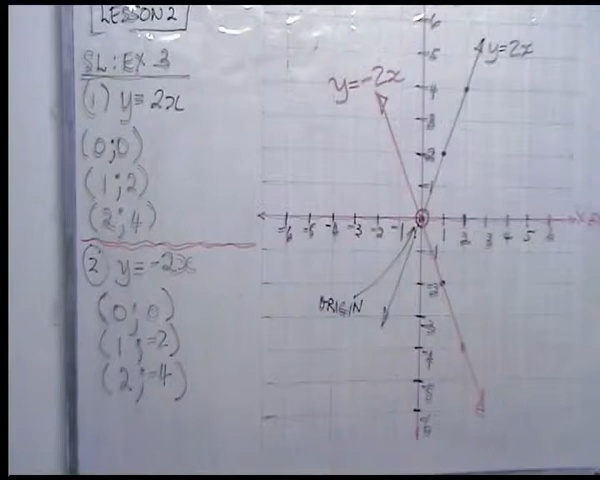 LESSON 2
SL: EX 3
(1) y=2x
(0;0)
(1;2)
(2;4)
(2) y=-2x
(0;0)
(1;-2)
(2;-4)
y=-2x
y=2x
ORIGIN
6
5
4
3
2
1
-6 -5 -4 -3 -2 -1 0 1 2 3 4 5 6
-1
-2
-3
-4
-5
-6